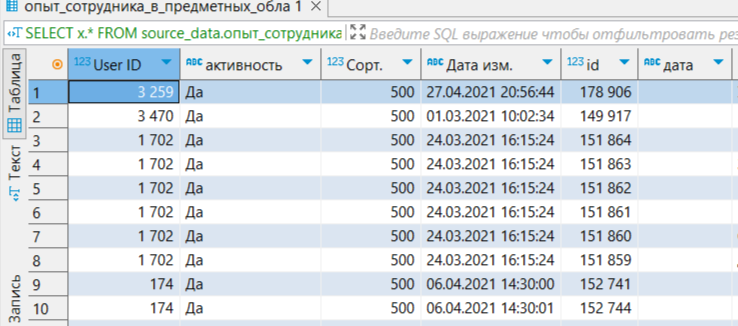 опыт_сотрудника_в_предметных_обла 1
SELECT x.* FROM source_data.опыт_сотрудника Введите SQL выражение чтобы отфильтровать рез
Таблица
Текст
Запись
123 User ID ABC активность 123 Сорт. ABC Дата изм. 123 id ABC дата
1 3 259 Да 500 27.04.2021 20:56:44 178 906
2 3 470 Да 500 01.03.2021 10:02:34 149 917
3 1 702 Да 500 24.03.2021 16:15:24 151 864
4 1 702 Да 500 24.03.2021 16:15:24 151 863
5 1 702 Да 500 24.03.2021 16:15:24 151 862
6 1 702 Да 500 24.03.2021 16:15:24 151 861
7 1 702 Да 500 24.03.2021 16:15:24 151 860
8 1 702 Да 500 24.03.2021 16:15:24 151 859
9 174 Да 500 06.04.2021 14:30:00 152 741
10 174 Да 500 06.04.2021 14:30:01 152 744